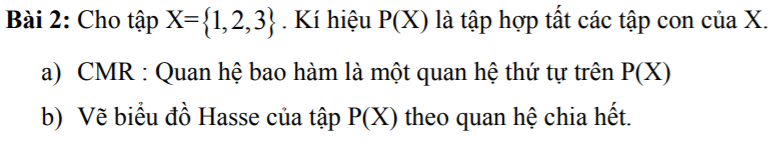 Bài 2: Cho tập X={1,2,3} . Kí hiệu P(X) là tập hợp tất các tập con của X.
a) CMR : Quan hệ bao hàm là một quan hệ thứ tự trên P(X)
b) Vẽ biểu đồ Hasse của tập P(X) theo quan hệ chia hết.